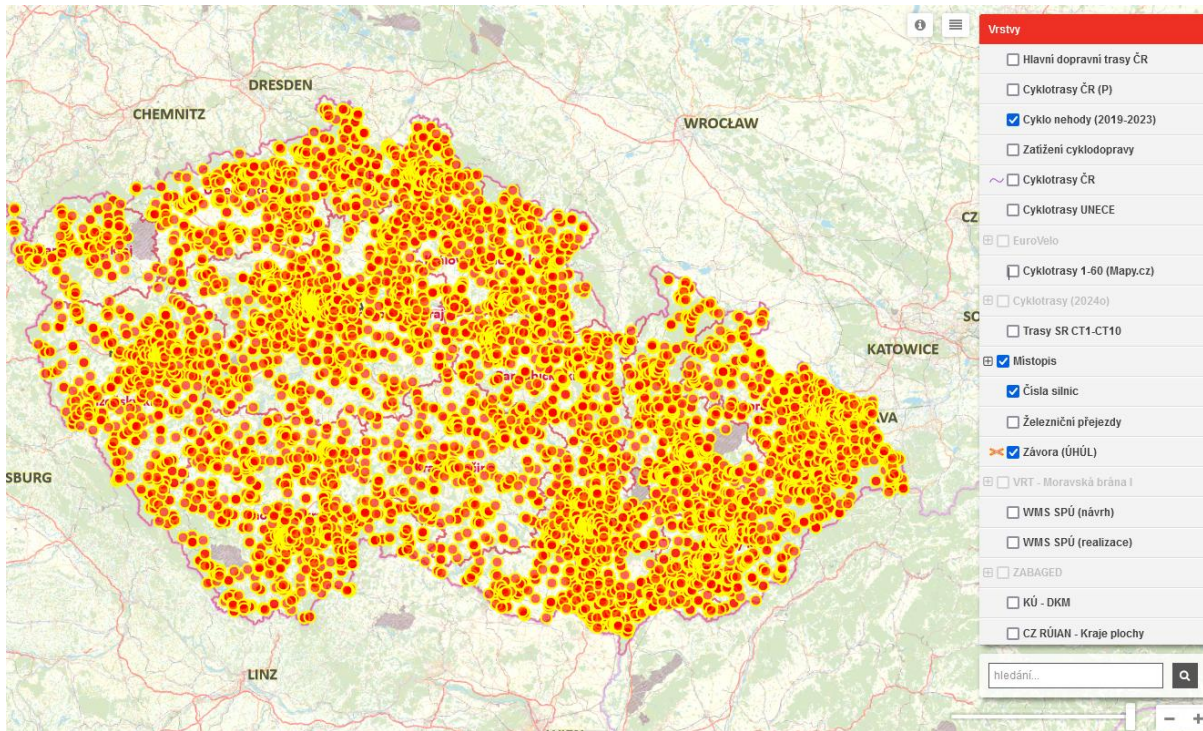 DRESDEN
CHEMNITZ
WROCŁAW
CZ
SO
KATOWICE
AVA
SBURG
LINZ
Vrstvy
Hlavní dopravní trasy ČR
Cyklotrasy ČR (P)
Cyklo nehody (2019-2023)
Zatížení cyklodopravy
Cyklotrasy ČR
Cyklotrasy UNECE
EuroVelo
Cyklotrasy 1-60 (Mapy.cz)
Cyklotrasy (2024o)
Trasy SR CT1-CT10
Místopis
Čísla silnic
Železniční přejezdy
Závora (ÚHÚL)
VRT - Moravská brána I
WMS SPÚ (návrh)
WMS SPÚ (realizace)
ZABAGED
KÚ - DKM
CZ RÚIAN - Kraje plochy
hledání...